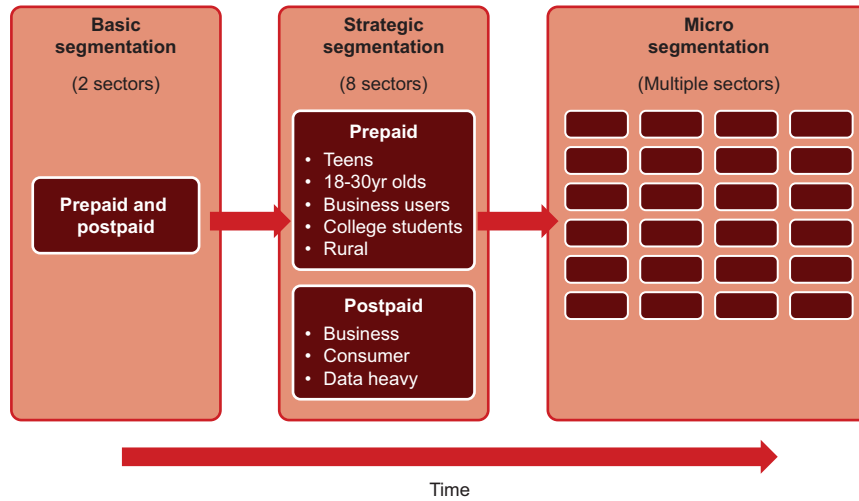 Basic
segmentation
(2 sectors)
Prepaid and
postpaid
Strategic
segmentation
(8 sectors)
Prepaid
• Teens
• 18-30yr olds
• Business users
• College students
• Rural
Postpaid
• Business
• Consumer
• Data heavy
Micro
segmentation
(Multiple sectors)
Time